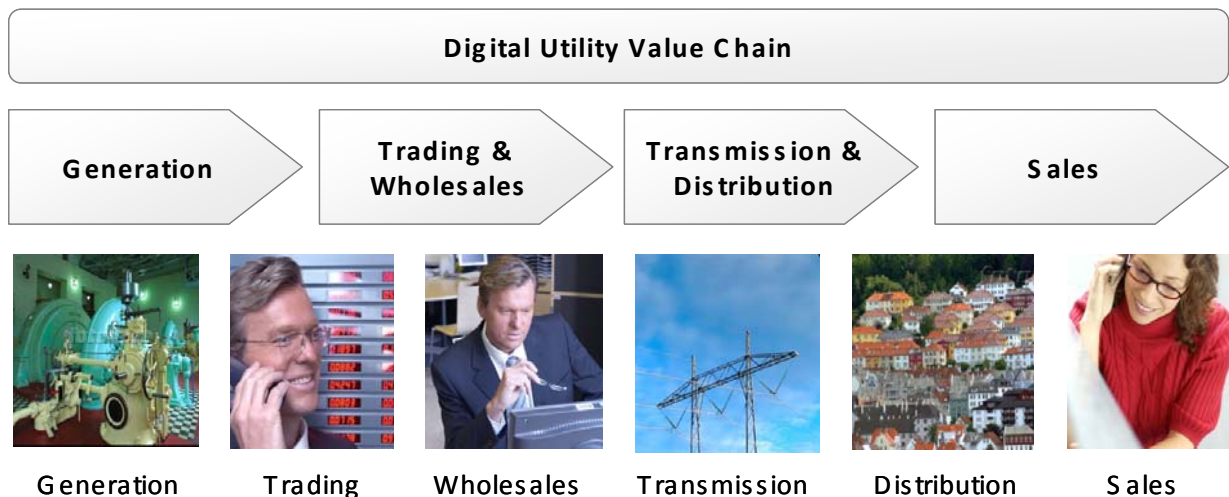 Digital Utility Value Chain
Generation
Trading &
Wholesales
Transmission &
Distribution
Sales
Generation
Trading
Wholesales
Transmission
Distribution
Sales